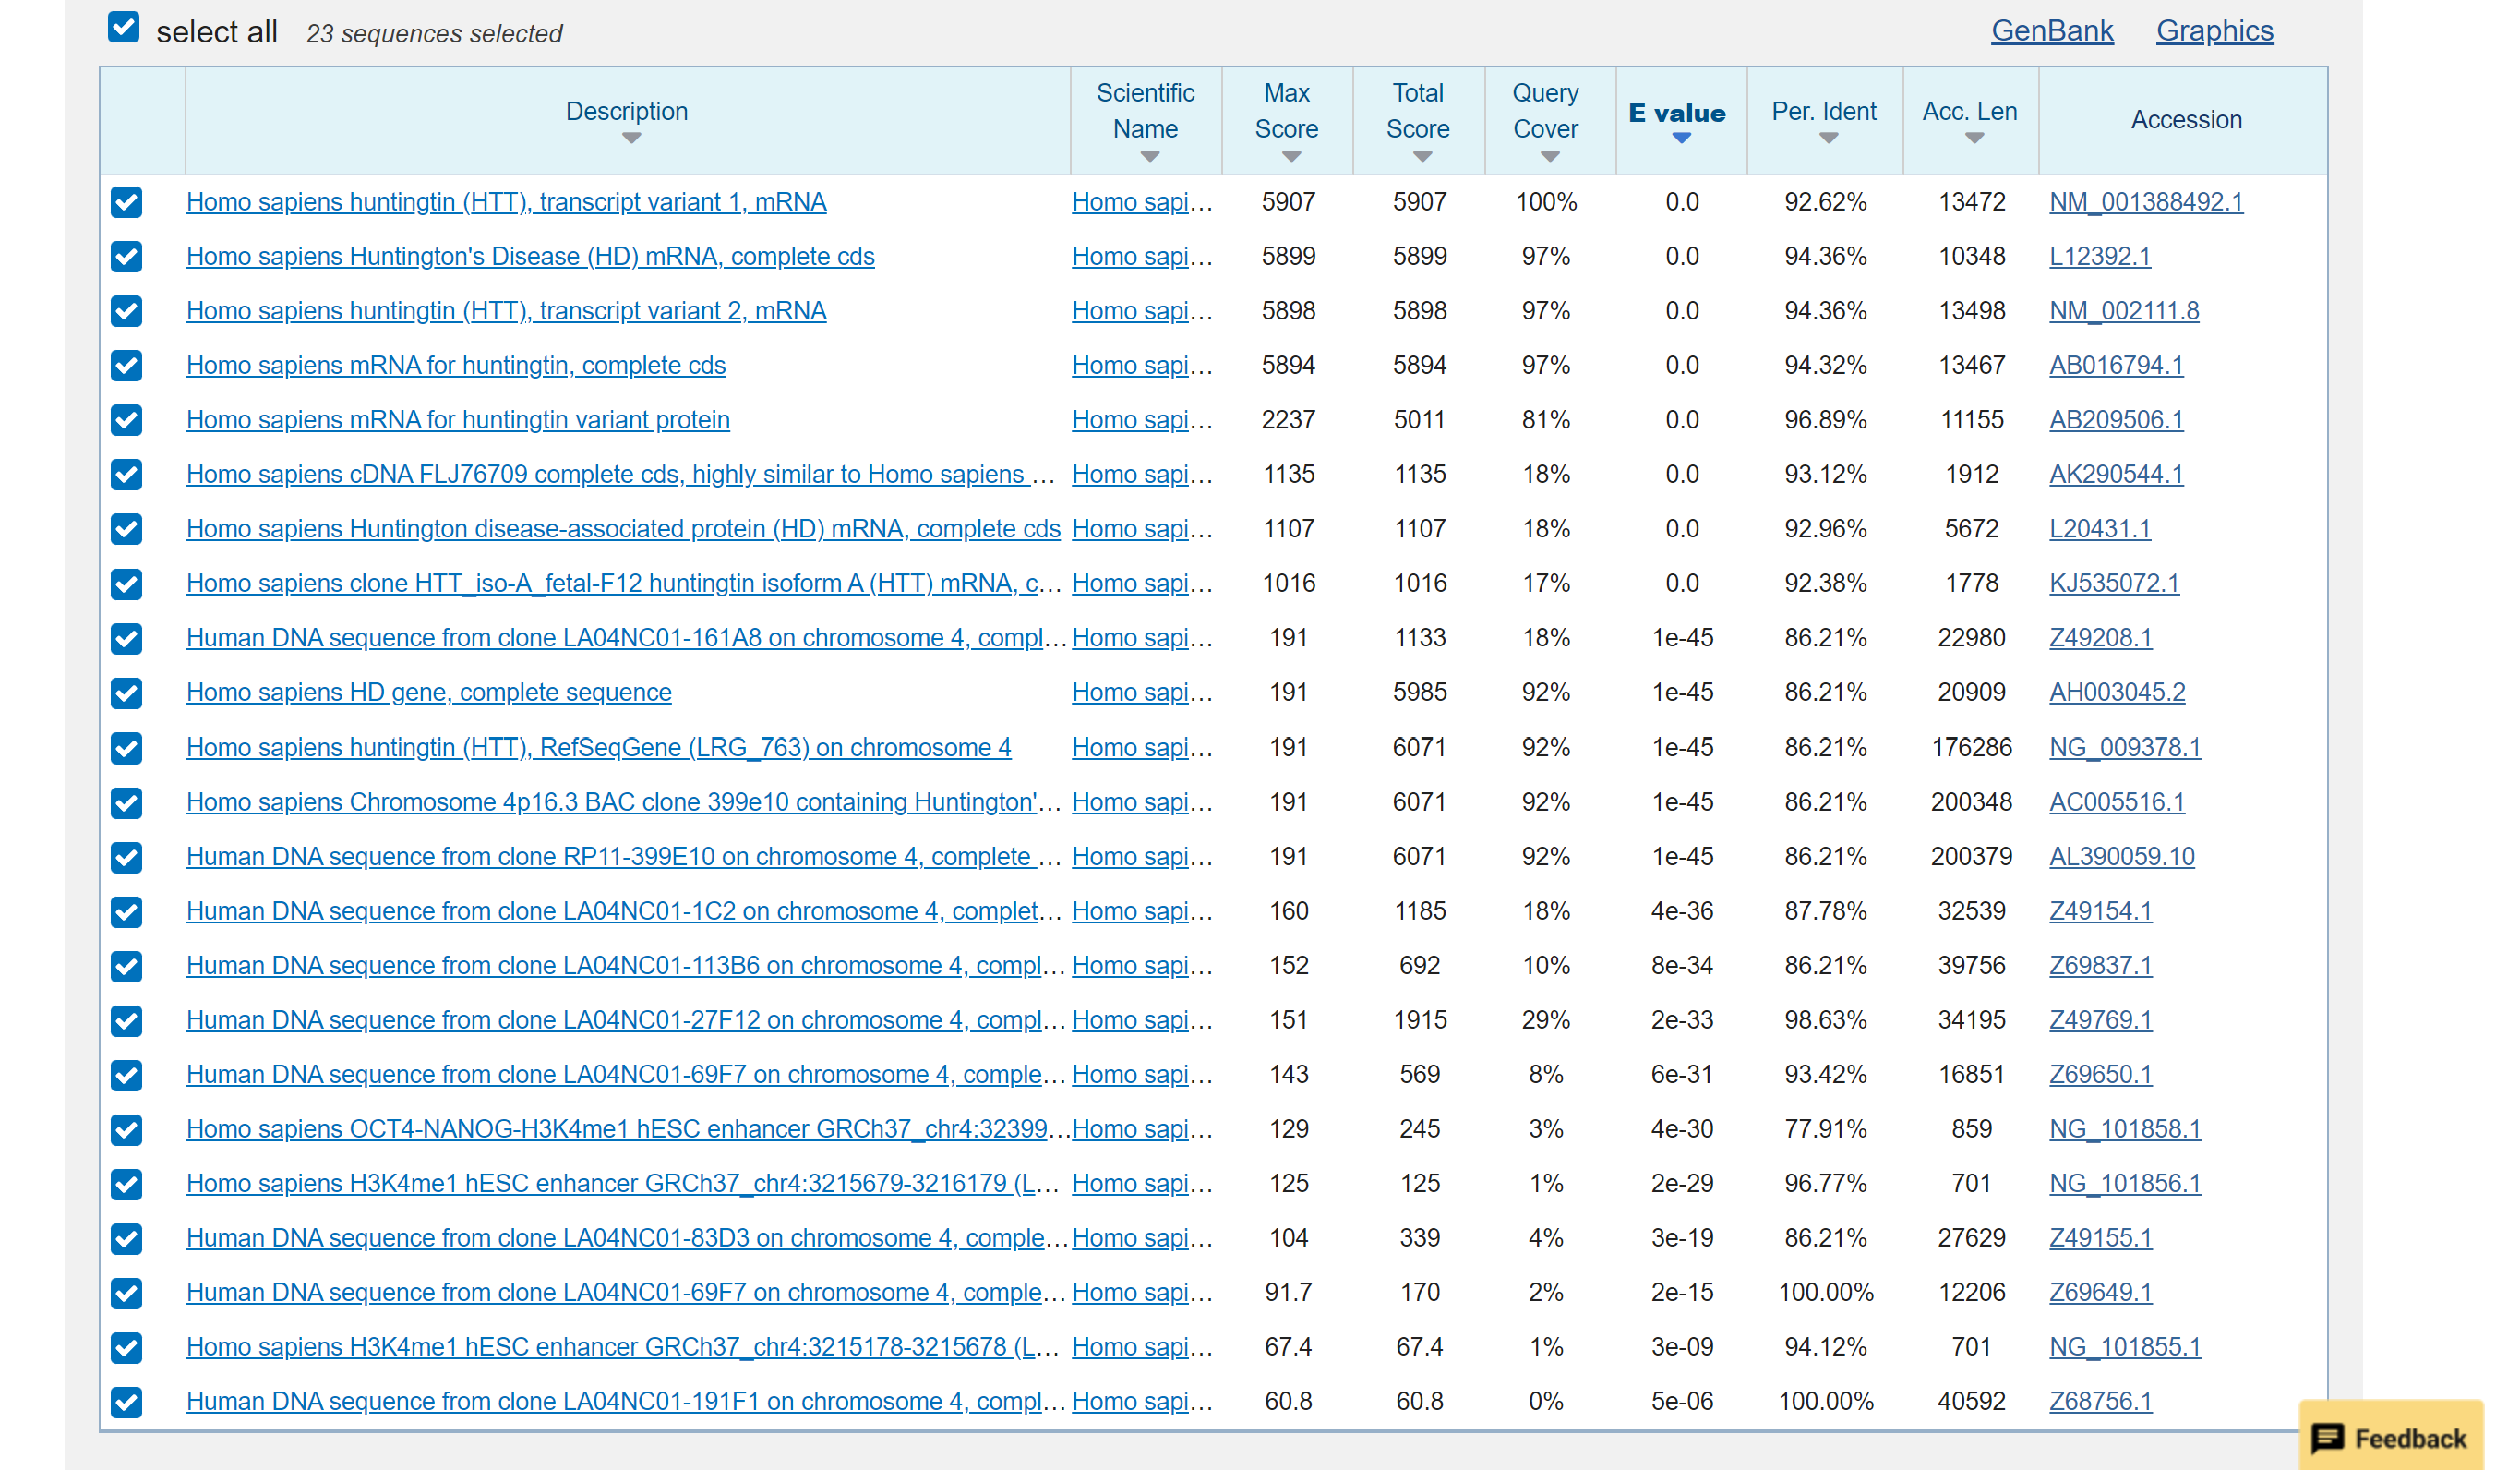 select all 23 sequences selected GenBank Graphics
Description Scientific Name Max Score Total Score Query Cover E value Per. Ident Acc. Len Accession
Homo sapiens huntingtin (HTT), transcript variant 1, mRNA Homo sapi... 5907 5907 100% 0.0 92.62% 13472 NM_001388492.1
Homo sapiens Huntington's Disease (HD) mRNA, complete cds Homo sapi... 5899 5899 97% 0.0 94.36% 10348 L12392.1
Homo sapiens huntingtin (HTT), transcript variant 2, mRNA Homo sapi... 5898 5898 97% 0.0 94.36% 13498 NM_002111.8
Homo sapiens mRNA for huntingtin, complete cds Homo sapi... 5894 5894 97% 0.0 94.32% 13467 AB016794.1
Homo sapiens mRNA for huntingtin variant protein Homo sapi... 2237 5011 81% 0.0 96.89% 11155 AB209506.1
Homo sapiens cDNA FLJ76709 complete cds, highly similar to Homo sapiens ... Homo sapi... 1135 1135 18% 0.0 93.12% 1912 AK290544.1
Homo sapiens Huntington disease-associated protein (HD) mRNA, complete cds Homo sapi... 1107 1107 18% 0.0 92.96% 5672 L20431.1
Homo sapiens clone HTT_iso-A_fetal-F12 huntingtin isoform A (HTT) mRNA, c... Homo sapi... 1016 1016 17% 0.0 92.38% 1778 KJ535072.1
Human DNA sequence from clone LA04NC01-161A8 on chromosome 4, compl... Homo sapi... 191 1133 18% 1e-45 86.21% 22980 Z49208.1
Homo sapiens HD gene, complete sequence Homo sapi... 191 5985 92% 1e-45 86.21% 20909 AH003045.2
Homo sapiens huntingtin (HTT), RefSeqGene (LRG_763) on chromosome 4 Homo sapi... 191 6071 92% 1e-45 86.21% 176286 NG_009378.1
Homo sapiens Chromosome 4p16.3 BAC clone 399e10 containing Huntington'... Homo sapi... 191 6071 92% 1e-45 86.21% 200348 AC005516.1
Human DNA sequence from clone RP11-399E10 on chromosome 4, complete ... Homo sapi... 191 6071 92% 1e-45 86.21% 200379 AL390059.10
Human DNA sequence from clone LA04NC01-1C2 on chromosome 4, complet... Homo sapi... 160 1185 18% 4e-36 87.78% 32539 Z49154.1
Human DNA sequence from clone LA04NC01-113B6 on chromosome 4, compl... Homo sapi... 152 692 10% 8e-34 86.21% 39756 Z69837.1
Human DNA sequence from clone LA04NC01-27F12 on chromosome 4, compl... Homo sapi... 151 1915 29% 2e-33 98.63% 34195 Z49769.1
Human DNA sequence from clone LA04NC01-69F7 on chromosome 4, comple... Homo sapi... 143 569 8% 6e-31 93.42% 16851 Z69650.1
Homo sapiens OCT4-NANOG-H3K4me1 hESC enhancer GRCh37_chr4:32399... Homo sapi... 129 245 3% 4e-30 77.91% 859 NG_101858.1
Homo sapiens H3K4me1 hESC enhancer GRCh37_chr4:3215679-3216179 (L... Homo sapi... 125 125 1% 2e-29 96.77% 701 NG_101856.1
Human DNA sequence from clone LA04NC01-83D3 on chromosome 4, comple... Homo sapi... 104 339 4% 3e-19 86.21% 27629 Z49155.1
Human DNA sequence from clone LA04NC01-69F7 on chromosome 4, comple... Homo sapi... 91.7 170 2% 2e-15 100.00% 12206 Z69649.1
Homo sapiens H3K4me1 hESC enhancer GRCh37_chr4:3215178-3215678 (L... Homo sapi... 67.4 67.4 1% 3e-09 94.12% 701 NG_101855.1
Human DNA sequence from clone LA04NC01-191F1 on chromosome 4, compl... Homo sapi... 60.8 60.8 0% 5e-06 100.00% 40592 Z68756.1
Feedback